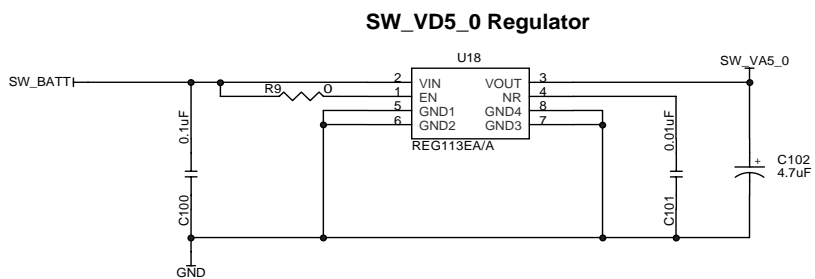 SW_VD5_0 Regulator
U18
SW_VA5_0
SW_BATT
2 VIN VOUT 3
R9 0 1 EN NR 4
5 GND1 GND4 8
6 GND2 GND3 7
REG113EA/A
0.1uF
0.01uF
C102
4.7uF
+
C100
C101
GND